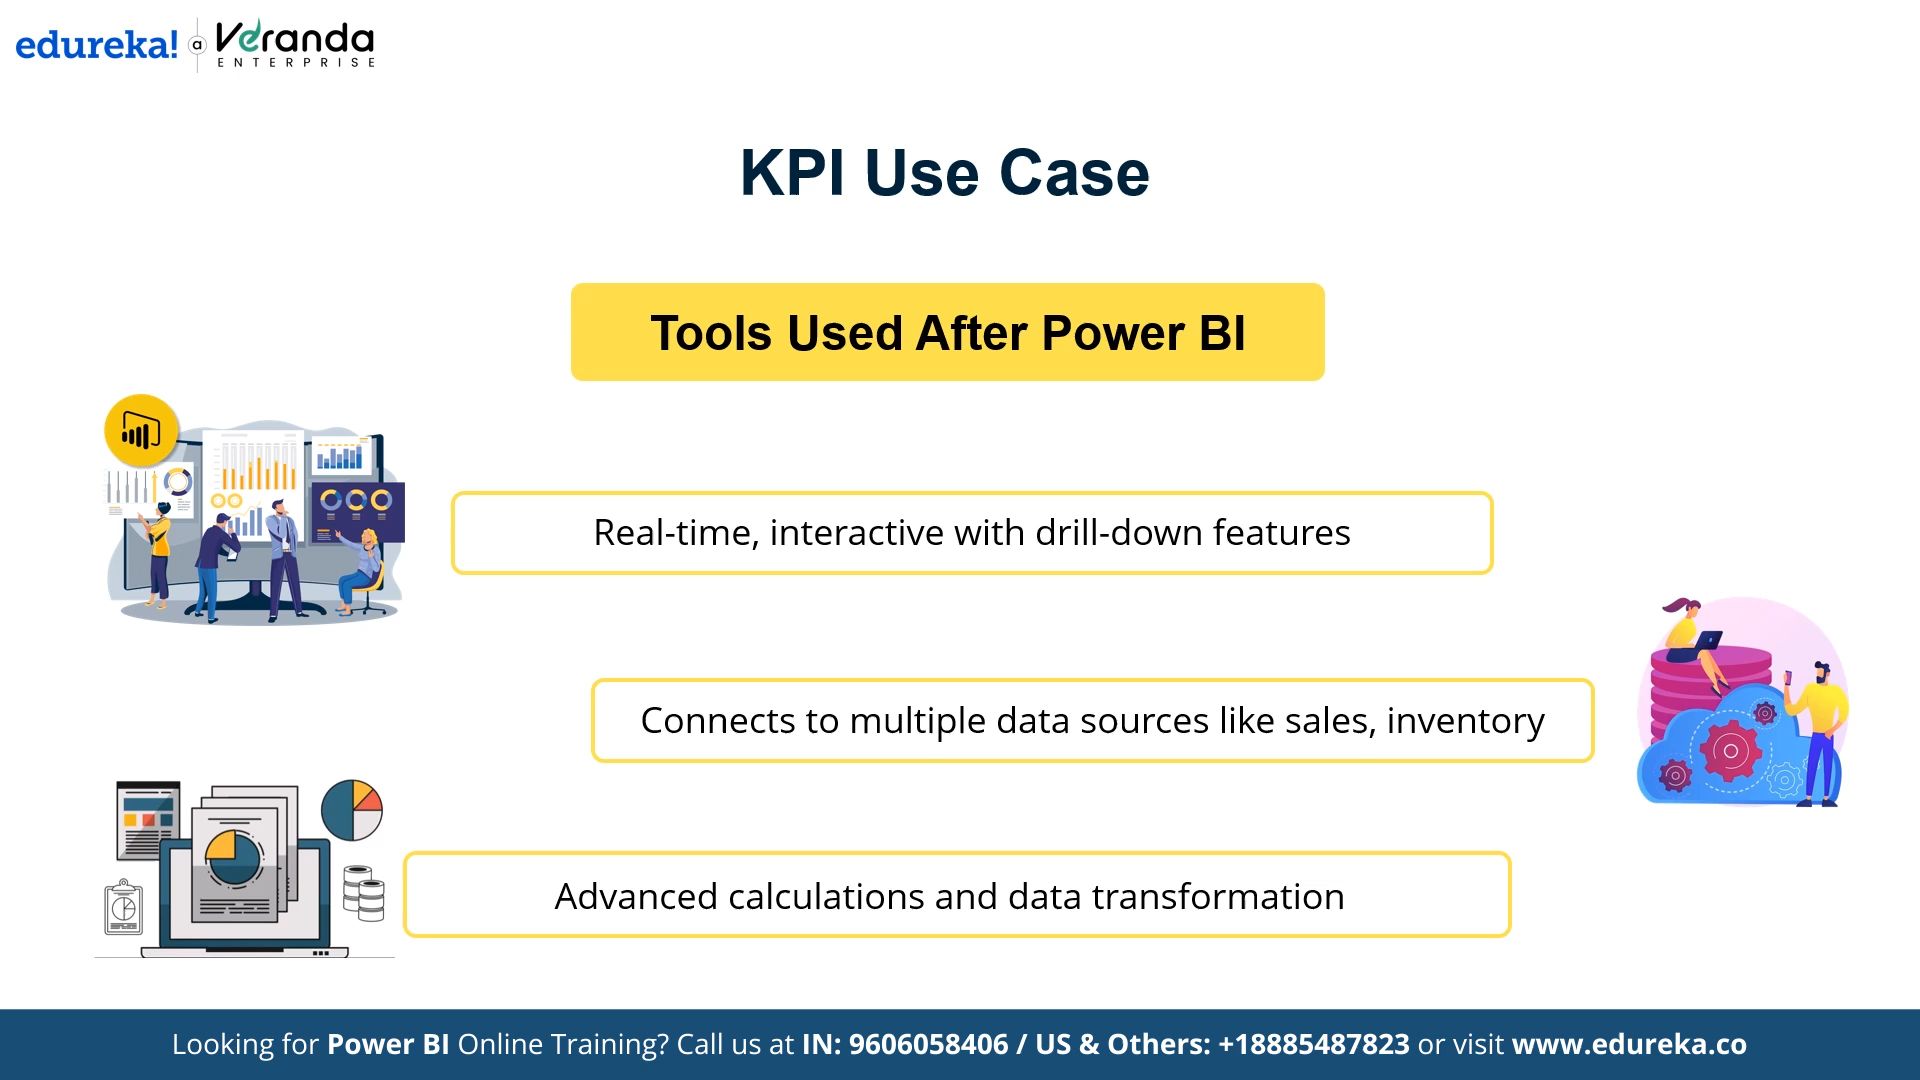 edureka! a Veranda
ENTERPRISE
KPI Use Case
Tools Used After Power BI
Real-time, interactive with drill-down features
Connects to multiple data sources like sales, inventory
Advanced calculations and data transformation
Looking for Power BI Online Training? Call us at IN: 9606058406 / US & Others: +18885487823 or visit www.edureka.co